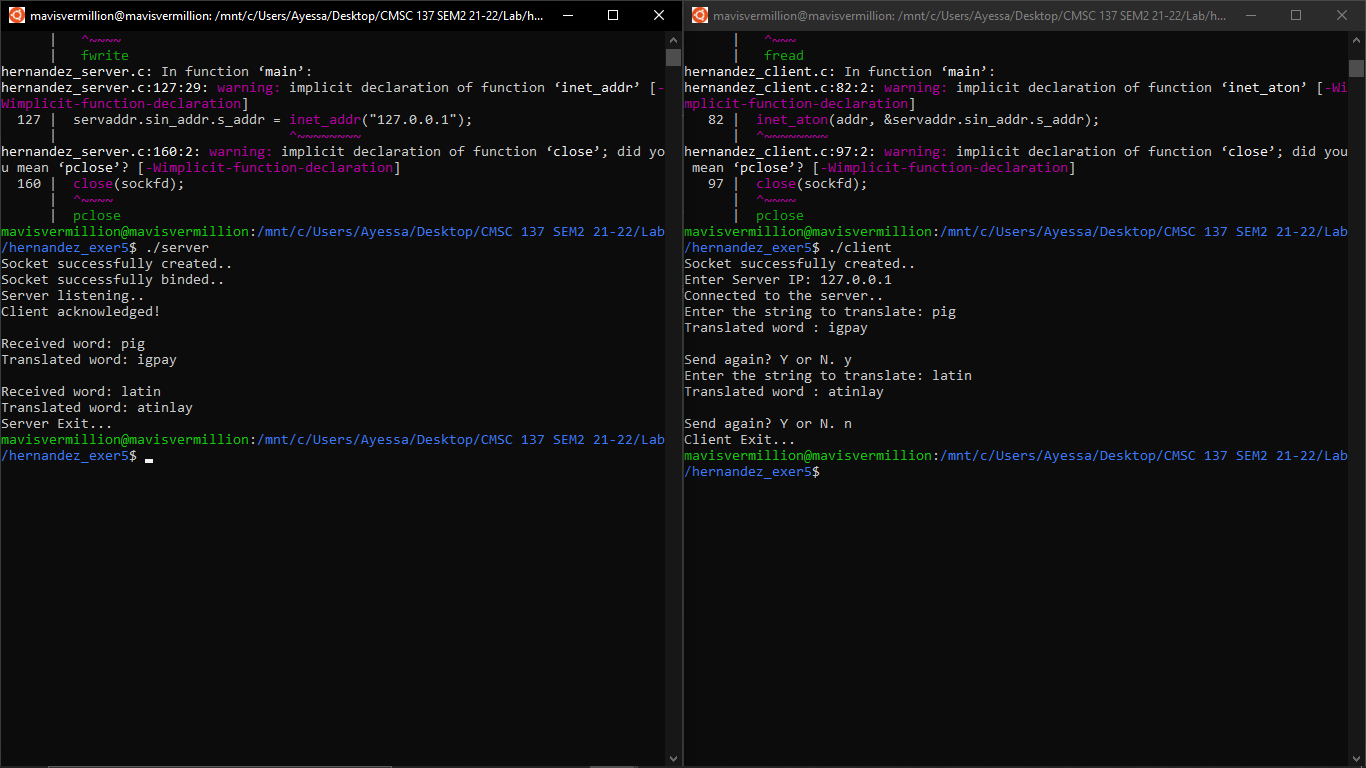 mavisvermillion@mavisvermillion: /mnt/c/Users/Ayessa/Desktop/CMSC 137 SEM2 21-22/Lab/h...
      |   ^~~~~
      |   fwrite
hernandez_server.c: In function ‘main’:
hernandez_server.c:127:29: warning: implicit declaration of function ‘inet_addr’ [-
Wimplicit-function-declaration]
  127 |  servaddr.sin_addr.s_addr = inet_addr("127.0.0.1");
      |                             ^~~~~~~~~
hernandez_server.c:160:2: warning: implicit declaration of function ‘close’; did yo
u mean ‘pclose’? [-Wimplicit-function-declaration]
  160 |  close(sockfd);
      |  ^~~~~
      |  pclose
mavisvermillion@mavisvermillion:/mnt/c/Users/Ayessa/Desktop/CMSC 137 SEM2 21-22/Lab
/hernandez_exer5$ ./server
Socket successfully created..
Socket successfully binded..
Server listening..
Client acknowledged!

Received word: pig
Translated word: igpay

Received word: latin
Translated word: atinlay
Server Exit...
mavisvermillion@mavisvermillion:/mnt/c/Users/Ayessa/Desktop/CMSC 137 SEM2 21-22/Lab
/hernandez_exer5$
mavisvermillion@mavisvermillion: /mnt/c/Users/Ayessa/Desktop/CMSC 137 SEM2 21-22/Lab/h...
      |   ^~~~
      |   fread
hernandez_client.c: In function ‘main’:
hernandez_client.c:82:2: warning: implicit declaration of function ‘inet_aton’ [-Wi
mplicit-function-declaration]
   82 |  inet_aton(addr, &servaddr.sin_addr.s_addr);
      |  ^~~~~~~~~
hernandez_client.c:97:2: warning: implicit declaration of function ‘close’; did you
 mean ‘pclose’? [-Wimplicit-function-declaration]
   97 |  close(sockfd);
      |  ^~~~~
      |  pclose
mavisvermillion@mavisvermillion:/mnt/c/Users/Ayessa/Desktop/CMSC 137 SEM2 21-22/Lab
/hernandez_exer5$ ./client
Socket successfully created..
Enter Server IP: 127.0.0.1
Connected to the server..
Enter the string to translate: pig
Translated word : igpay

Send again? Y or N. y
Enter the string to translate: latin
Translated word : atinlay

Send again? Y or N. n
Client Exit...
mavisvermillion@mavisvermillion:/mnt/c/Users/Ayessa/Desktop/CMSC 137 SEM2 21-22/Lab
/hernandez_exer5$